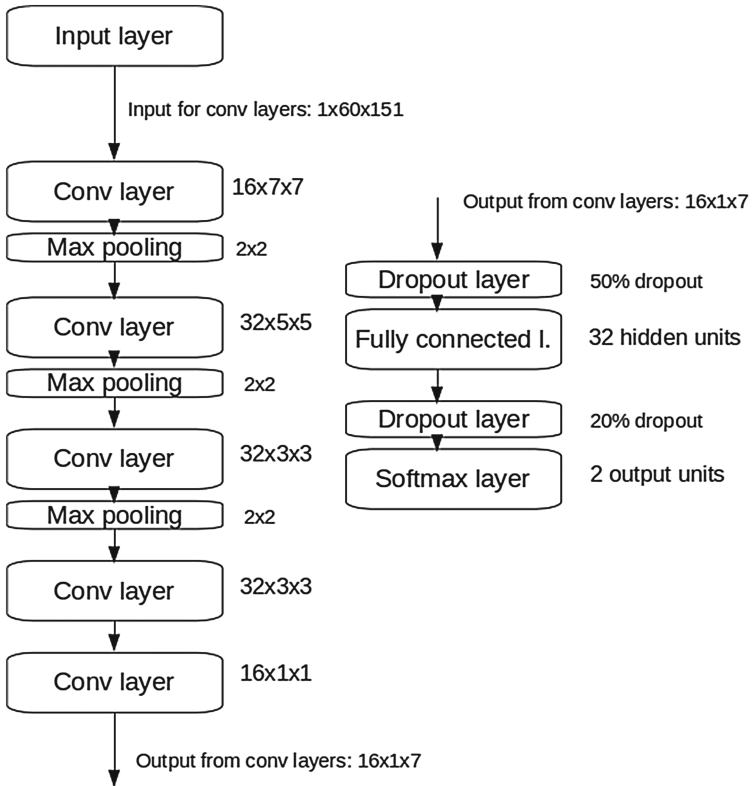 Input layer
Input for conv layers: 1x60x151
Conv layer 16x7x7
Max pooling 2x2
Conv layer 32x5x5
Max pooling 2x2
Conv layer 32x3x3
Max pooling 2x2
Conv layer 32x3x3
Conv layer 16x1x1
Output from conv layers: 16x1x7
Output from conv layers: 16x1x7
Dropout layer 50% dropout
Fully connected l. 32 hidden units
Dropout layer 20% dropout
Softmax layer 2 output units